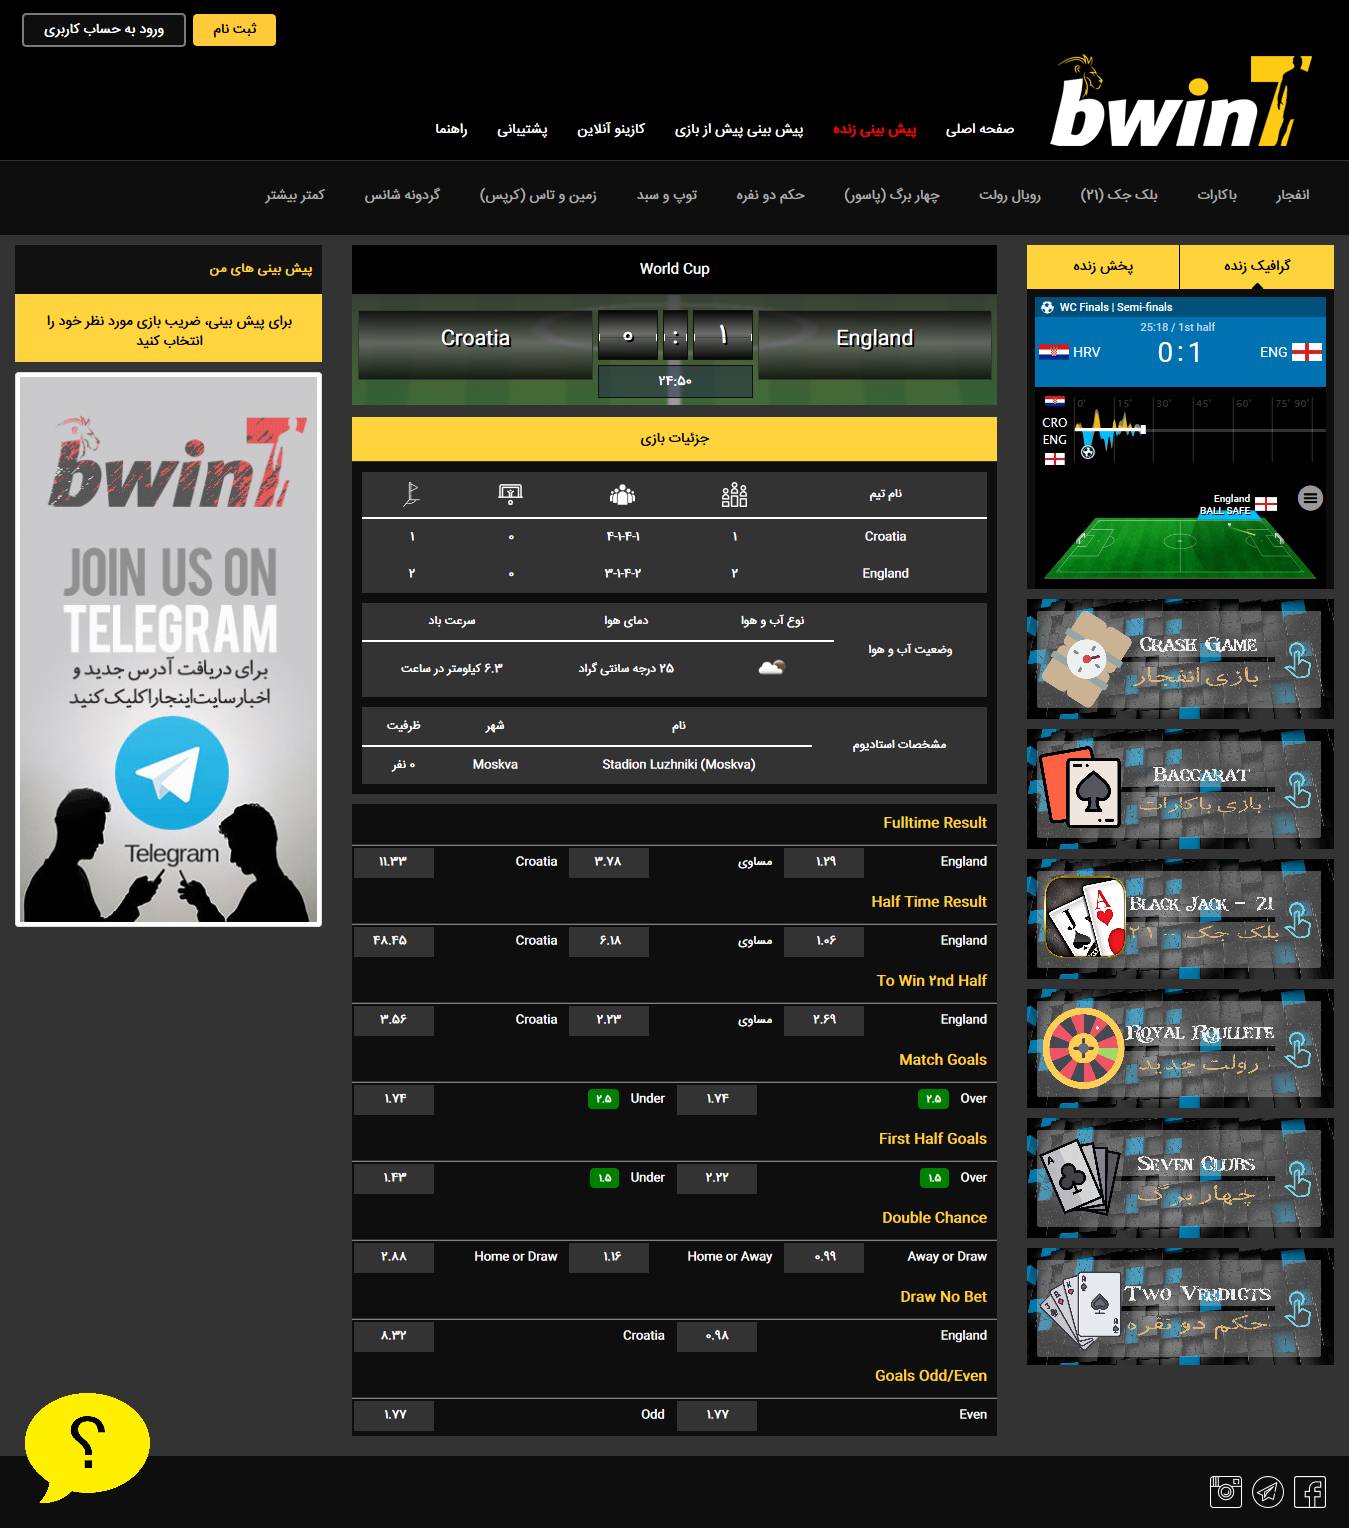 ورود به حساب کاربری
ثبت نام
bwin7
صفحه اصلی
پیش بینی زنده
پیش بینی پیش از بازی
کازینو آنلاین
پشتیبانی
راهنما
انفجار
باکارات
بلک جک (۲۱)
رویال رولت
چهار برگ (پاسور)
حکم دو نفره
توپ و سبد
زمین و تاس (کرپس)
گردونه شانس
کمتر بیشتر
گرافیک زنده
پخش زنده
WC Finals | Semi-finals
25:18 / 1st half
HRV 0:1 ENG
0' 15' 30' 45' 60' 75' 90'
CRO
ENG
England
BALL SAFE
CRASH GAME
بازی انفجار
BACCARAT
بازی باکارات
BLACK JACK - 21
بلک جک -- ۲۱
ROYAL ROULLETE
رولت جدید
SEVEN CLUBS
چهار برگ
TWO VERDICTS
حکم دو نفره
World Cup
Croatia ۰ : ۱ England
۲۴:۵۰
جزئیات بازی
نام تیم
Croatia ۱ ۴-۱-۴-۱ ۰ ۱
England ۲ ۳-۱-۴-۲ ۰ ۲
وضعیت آب و هوا
نوع آب و هوا دمای هوا سرعت باد
۲۵ درجه سانتی گراد ۶.۳ کیلومتر در ساعت
مشخصات استادیوم
نام شهر ظرفیت
Stadion Luzhniki (Moskva) Moskva ۰ نفر
Fulltime Result
England ۱.۲۹ مساوی ۳.۷۸ Croatia ۱۱.۳۳
Half Time Result
England ۱.۰۶ مساوی ۶.۱۸ Croatia ۴۸.۴۵
To Win ۲nd Half
England ۲.۶۹ مساوی ۲.۲۳ Croatia ۳.۵۶
Match Goals
Over ۲.۵ ۱.۷۴ Under ۲.۵ ۱.۷۴
First Half Goals
Over ۱.۵ ۲.۲۲ Under ۱.۵ ۱.۴۳
Double Chance
Away or Draw ۰.۹۹ Home or Away ۱.۱۶ Home or Draw ۲.۸۸
Draw No Bet
England ۰.۹۸ Croatia ۸.۳۲
Goals Odd/Even
Even ۱.۷۷ Odd ۱.۷۷
پیش بینی های من
برای پیش بینی، ضریب بازی مورد نظر خود را
انتخاب کنید
bwin7
JOIN US ON
TELEGRAM
برای دریافت آدرس جدید و
اخبار سایت اینجا را کلیک کنید
Telegram
؟